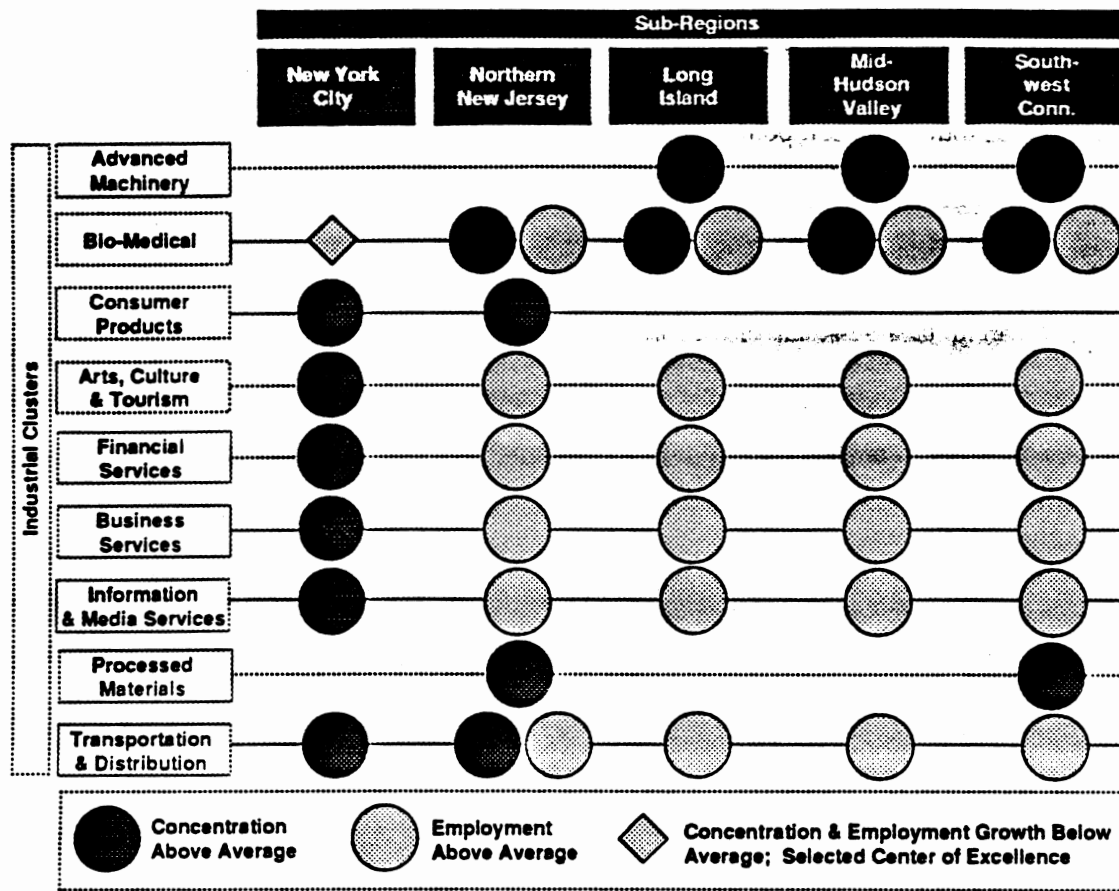 Sub-Regions
New York
City
Northern
New Jersey
Long
Island
Mid-
Hudson
Valley
South-
west
Conn.
Industrial Clusters
Advanced
Machinery
Bio-Medical
Consumer
Products
Arts, Culture
& Tourism
Financial
Services
Business
Services
Information
& Media Services
Processed
Materials
Transportation
& Distribution
Concentration
Above Average
Employment
Above Average
Concentration & Employment Growth Below
Average; Selected Center of Excellence